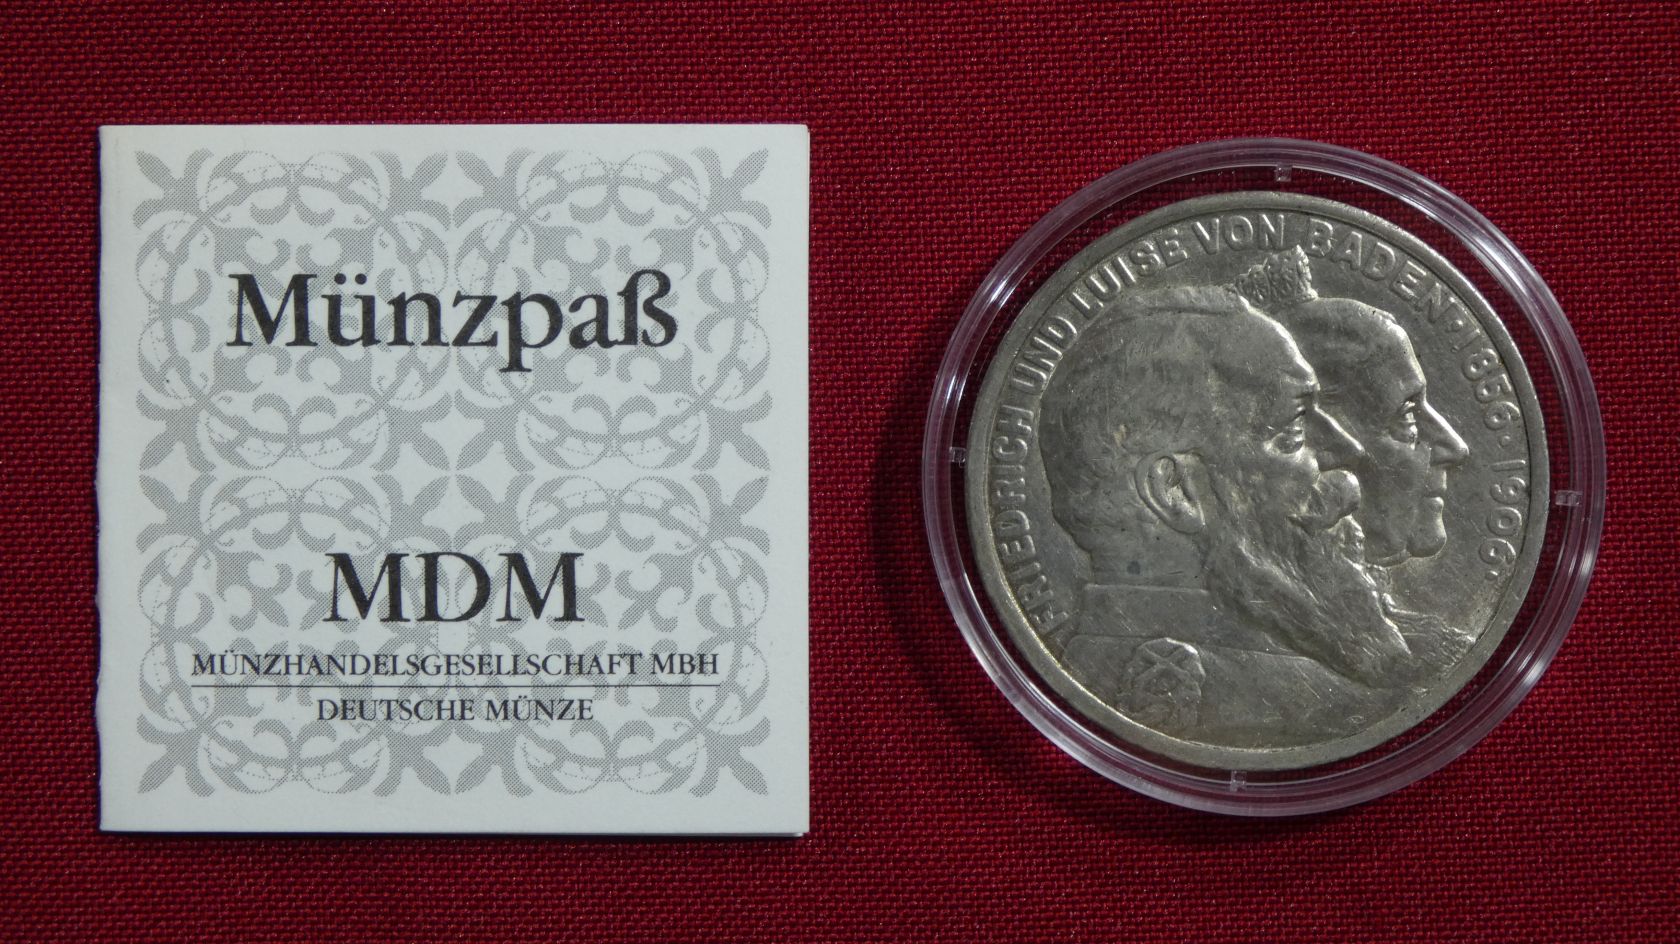 Münzpaß
MDM
MÜNZHANDELSGESELLSCHAFT MBH
DEUTSCHE MÜNZE
FRIEDRICH UND LUISE VON BADEN·1856·1906·